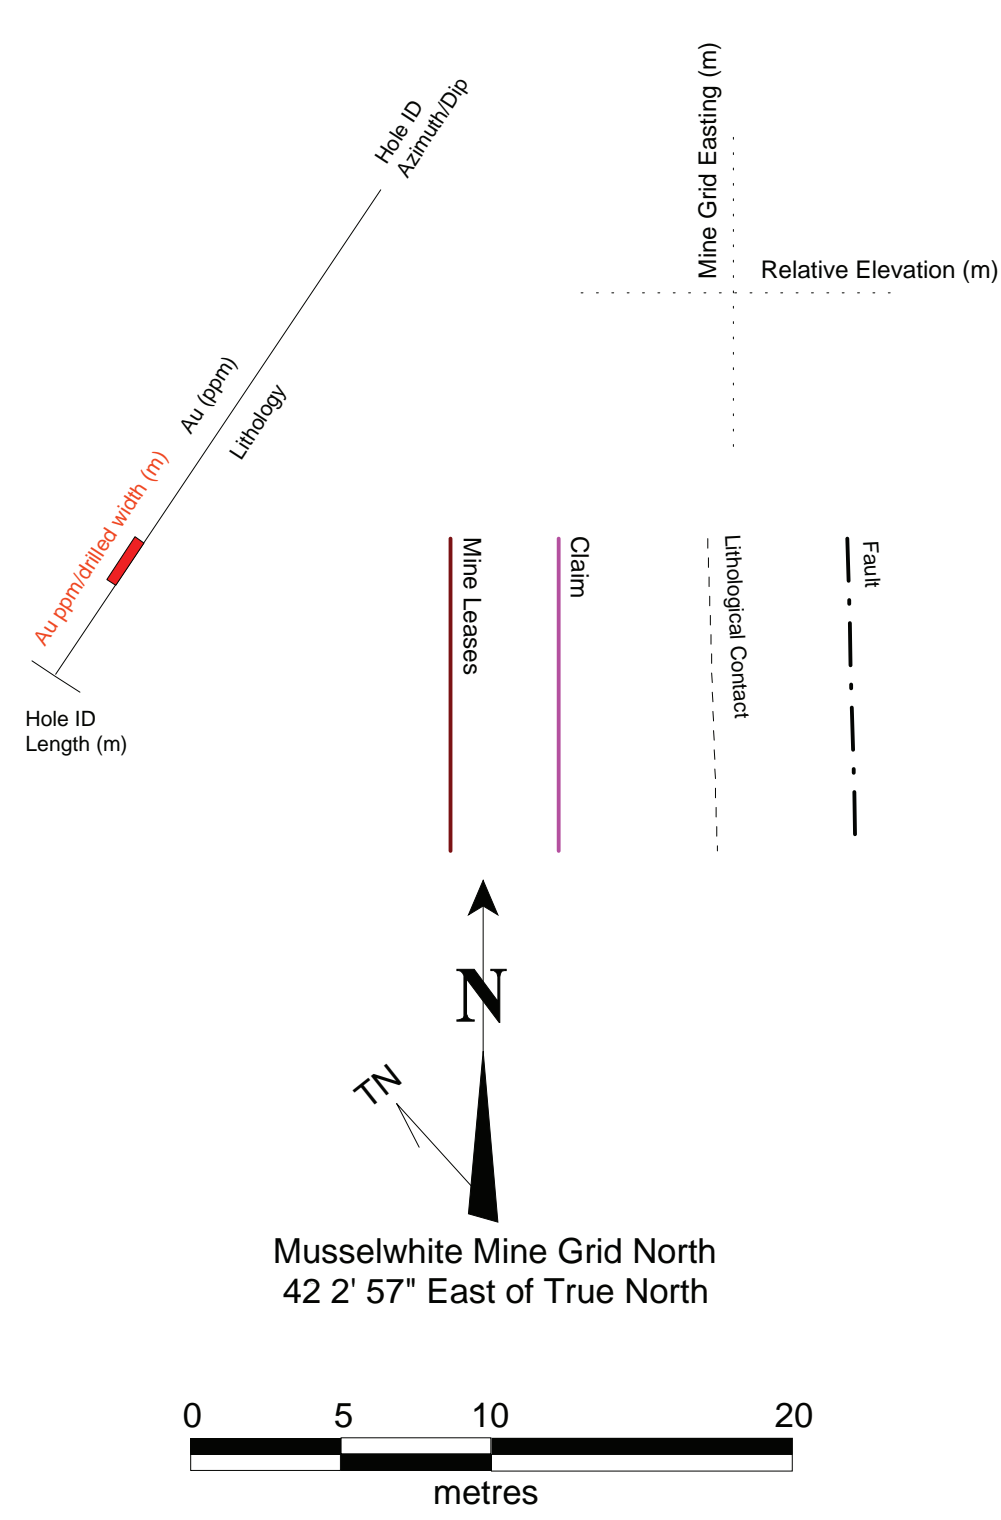 Hole ID
Azimuth/Dip
Mine Grid Easting (m)
Relative Elevation (m)
Au (ppm)
Lithology
Au ppm/drilled width (m)
Hole ID
Length (m)
Mine Leases
Claim
Lithological Contact
Fault
N
TN
Musselwhite Mine Grid North
42 2' 57" East of True North
0 5 10 20
metres